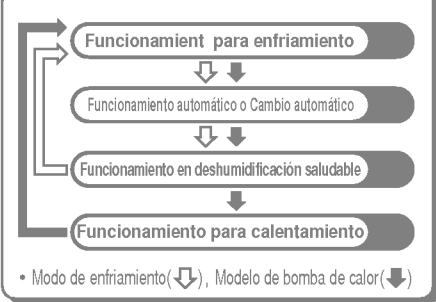 Funcionamient para enfriamiento
Funcionamiento automático o Cambio automático
Funcionamiento en deshumidificación saludable
Funcionamiento para calentamiento
• Modo de enfriamiento(⇩), Modelo de bomba de calor(⬇)